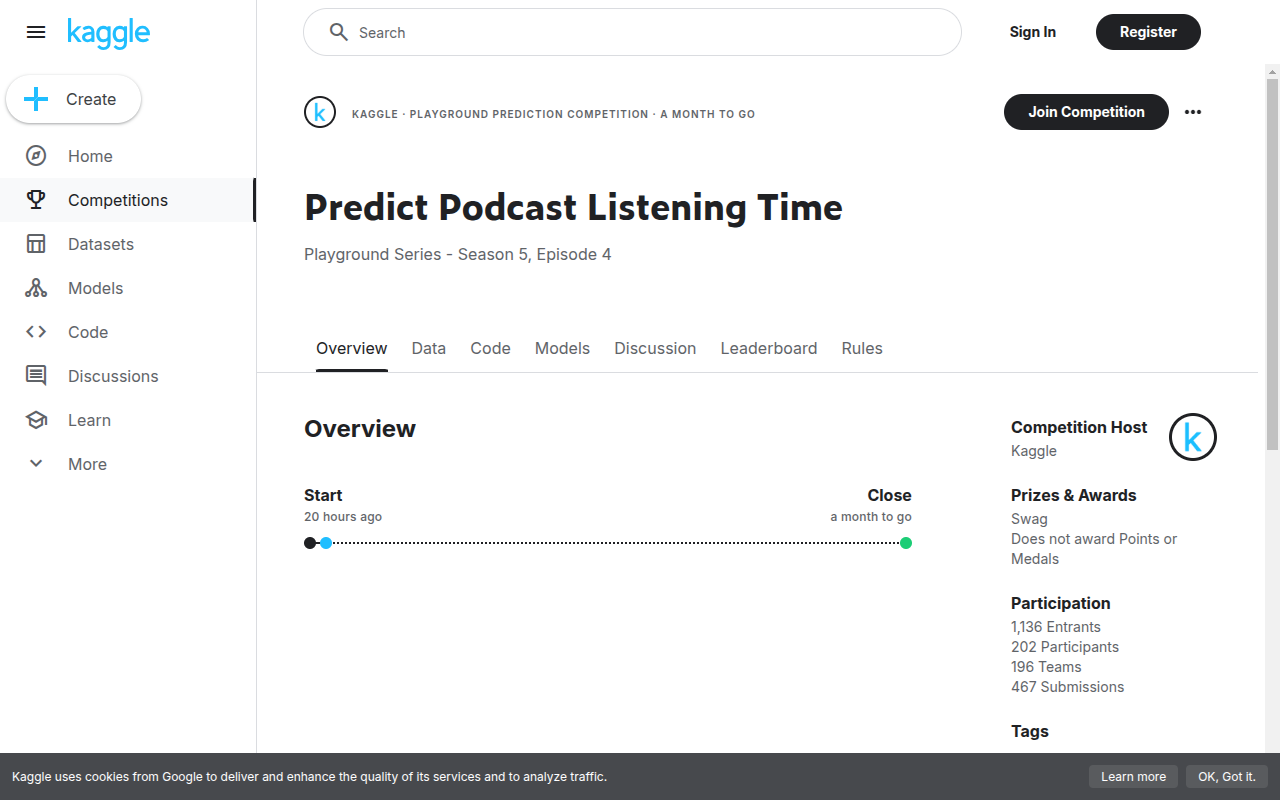 kaggle
Search
Sign In
Register
Create
Home
Competitions
Datasets
Models
Code
Discussions
Learn
More
k
KAGGLE · PLAYGROUND PREDICTION COMPETITION · A MONTH TO GO
Join Competition
Predict Podcast Listening Time
Playground Series - Season 5, Episode 4
Overview Data Code Models Discussion Leaderboard Rules
Overview
Start
20 hours ago
Close
a month to go
Competition Host
Kaggle
k
Prizes & Awards
Swag
Does not award Points or
Medals
Participation
1,136 Entrants
202 Participants
196 Teams
467 Submissions
Tags
Kaggle uses cookies from Google to deliver and enhance the quality of its services and to analyze traffic.
Learn more
OK, Got it.